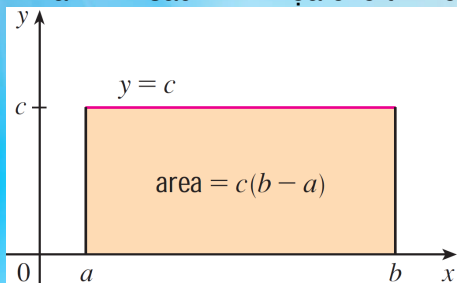 y
y = c
c
area = c(b − a)
0 a b x